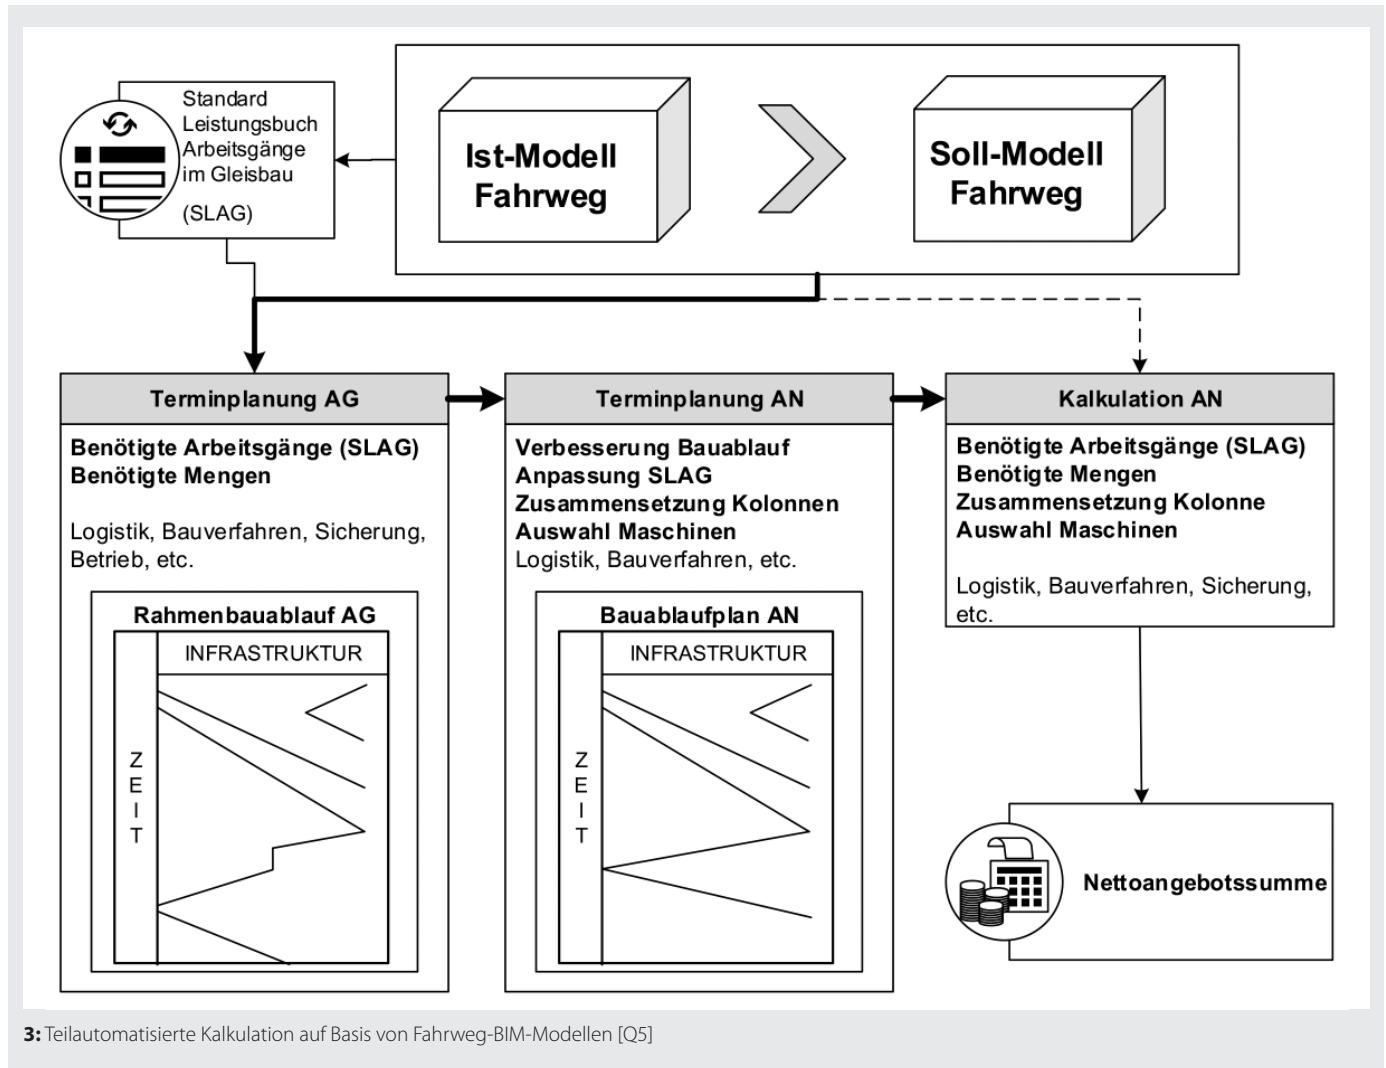 Standard
Leistungsbuch
Arbeitsgänge
im Gleisbau
(SLAG)
Ist-Modell
Fahrweg
Soll-Modell
Fahrweg
Terminplanung AG
Benötigte Arbeitsgänge (SLAG)
Benötigte Mengen
Logistik, Bauverfahren, Sicherung,
Betrieb, etc.
Rahmenbauablauf AG
INFRASTRUKTUR
ZEIT
Terminplanung AN
Verbesserung Bauablauf
Anpassung SLAG
Zusammensetzung Kolonnen
Auswahl Maschinen
Logistik, Bauverfahren, etc.
Bauablaufplan AN
INFRASTRUKTUR
ZEIT
Kalkulation AN
Benötigte Arbeitsgänge (SLAG)
Benötigte Mengen
Zusammensetzung Kolonne
Auswahl Maschinen
Logistik, Bauverfahren, Sicherung,
etc.
Nettoangebotssumme
3: Teilautomatisierte Kalkulation auf Basis von Fahrweg-BIM-Modellen [Q5]